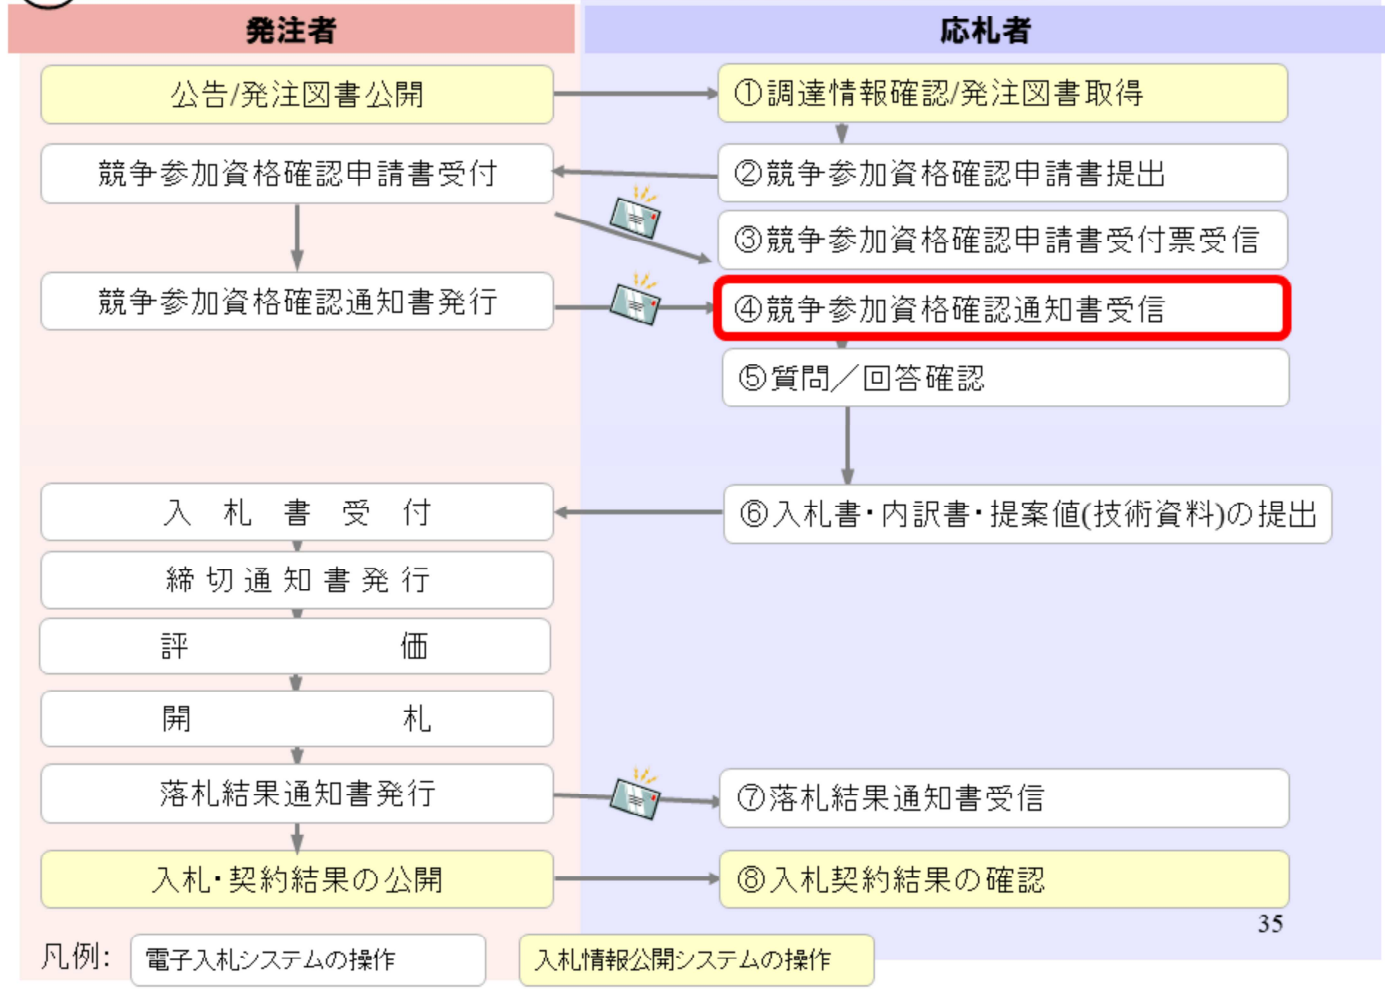 発注者
応札者
公告/発注図書公開
①調達情報確認/発注図書取得
競争参加資格確認申請書受付
②競争参加資格確認申請書提出
③競争参加資格確認申請書受付票受信
競争参加資格確認通知書発行
④競争参加資格確認通知書受信
⑤質問／回答確認
入札書受付
⑥入札書・内訳書・提案値(技術資料)の提出
締切通知書発行
評価
開札
落札結果通知書発行
⑦落札結果通知書受信
入札・契約結果の公開
⑧入札契約結果の確認
35
凡例:
電子入札システムの操作
入札情報公開システムの操作